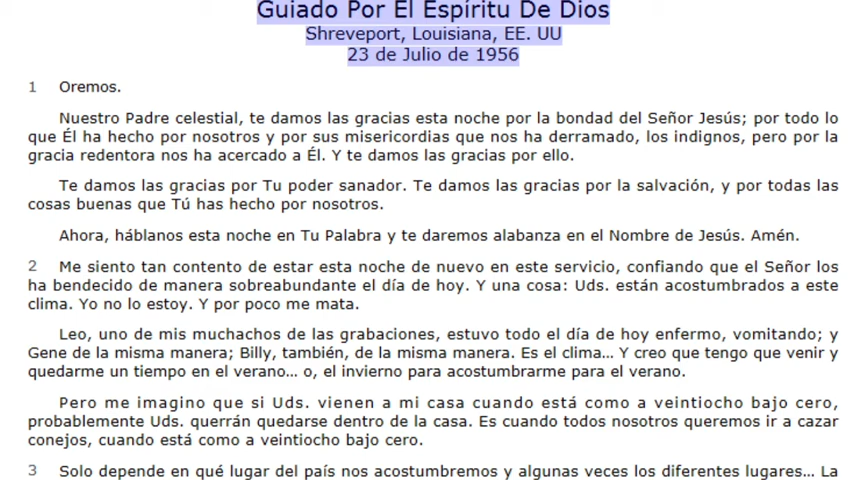 Guiado Por El Espíritu De Dios
Shreveport, Louisiana, EE. UU
23 de Julio de 1956
1 Oremos.
Nuestro Padre celestial, te damos las gracias esta noche por la bondad del Señor Jesús; por todo lo
que Él ha hecho por nosotros y por sus misericordias que nos ha derramado, los indignos, pero por la
gracia redentora nos ha acercado a Él. Y te damos las gracias por ello.
Te damos las gracias por Tu poder sanador. Te damos las gracias por la salvación, y por todas las
cosas buenas que Tú has hecho por nosotros.
Ahora, háblanos esta noche en Tu Palabra y te daremos alabanza en el Nombre de Jesús. Amén.
2 Me siento tan contento de estar esta noche de nuevo en este servicio, confiando que el Señor los
ha bendecido de manera sobreabundante el día de hoy. Y una cosa: Uds. están acostumbrados a este
clima. Yo no lo estoy. Y por poco me mata.
Leo, uno de mis muchachos de las grabaciones, estuvo todo el día de hoy enfermo, vomitando; y
Gene de la misma manera; Billy, también, de la misma manera. Es el clima... Y creo que tengo que venir y
quedarme un tiempo en el verano... o, el invierno para acostumbrarme para el verano.
Pero me imagino que si Uds. vienen a mi casa cuando está como a veintiocho bajo cero,
probablemente Uds. querrán quedarse dentro de la casa. Es cuando todos nosotros queremos ir a cazar
conejos, cuando está como a veintiocho bajo cero.
3 Solo depende en qué lugar del país nos acostumbremos y algunas veces los diferentes lugares... La